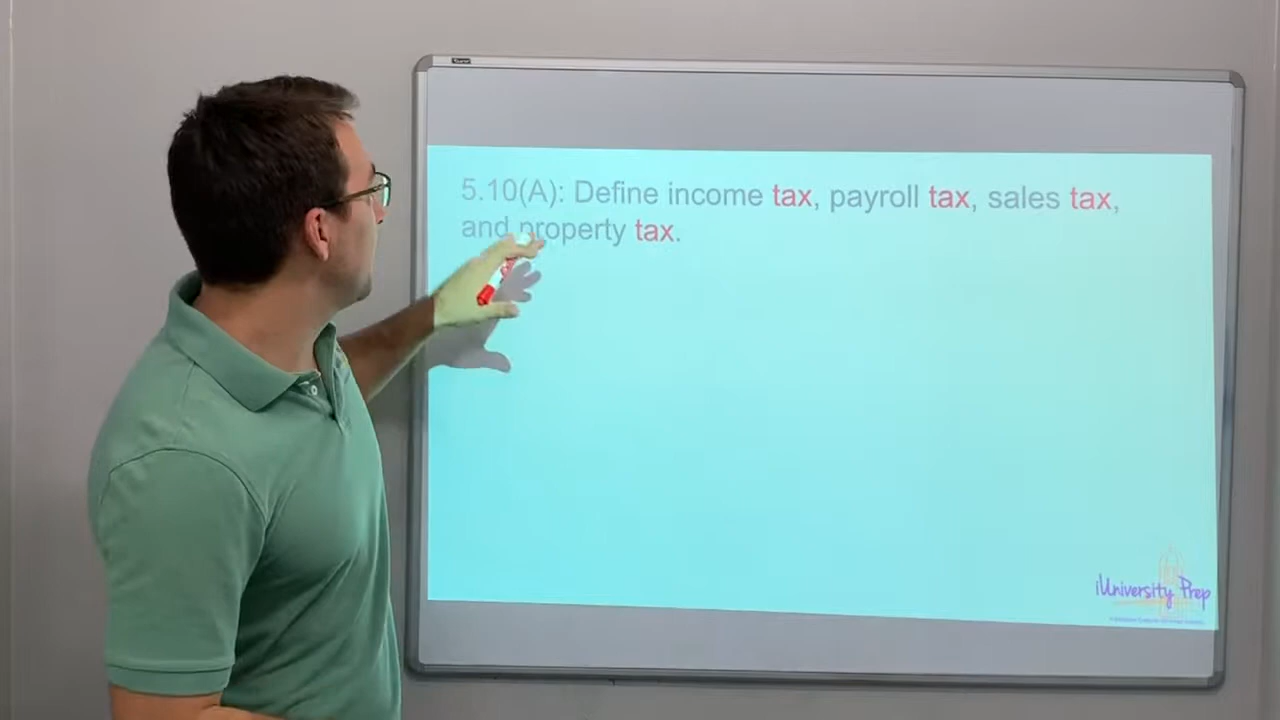 5.10(A): Define income tax, payroll tax, sales tax,
and property tax.
iUniversity Prep